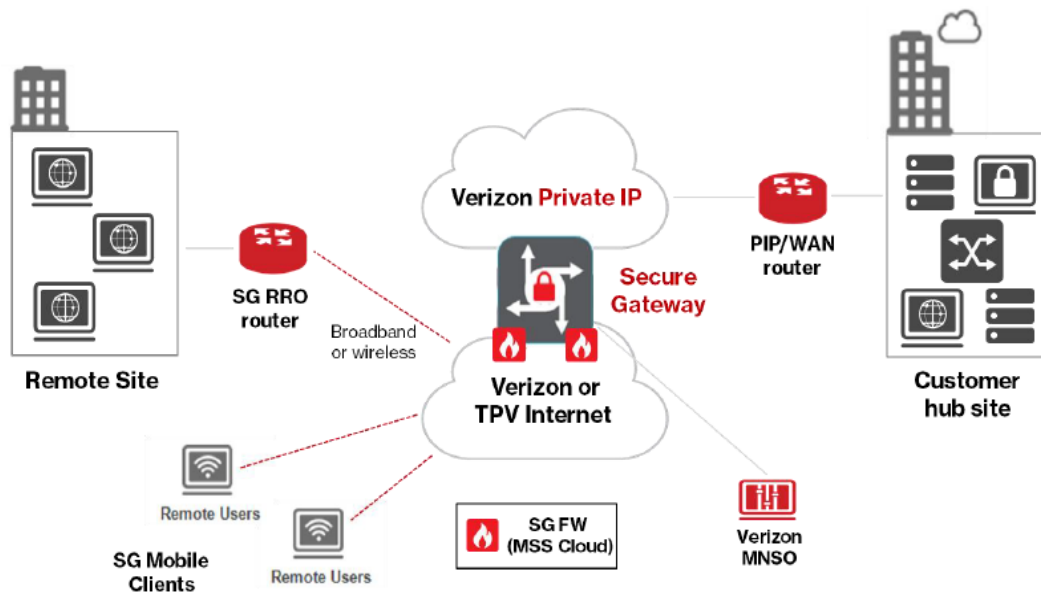 Verizon Private IP
PIP/WAN
router
Secure
Gateway
SG RRO
router
Broadband
or wireless
Remote Site
Verizon or
TPV Internet
Customer
hub site
Remote Users
Remote Users
SG Mobile
Clients
SG FW
(MSS Cloud)
Verizon
MNSO